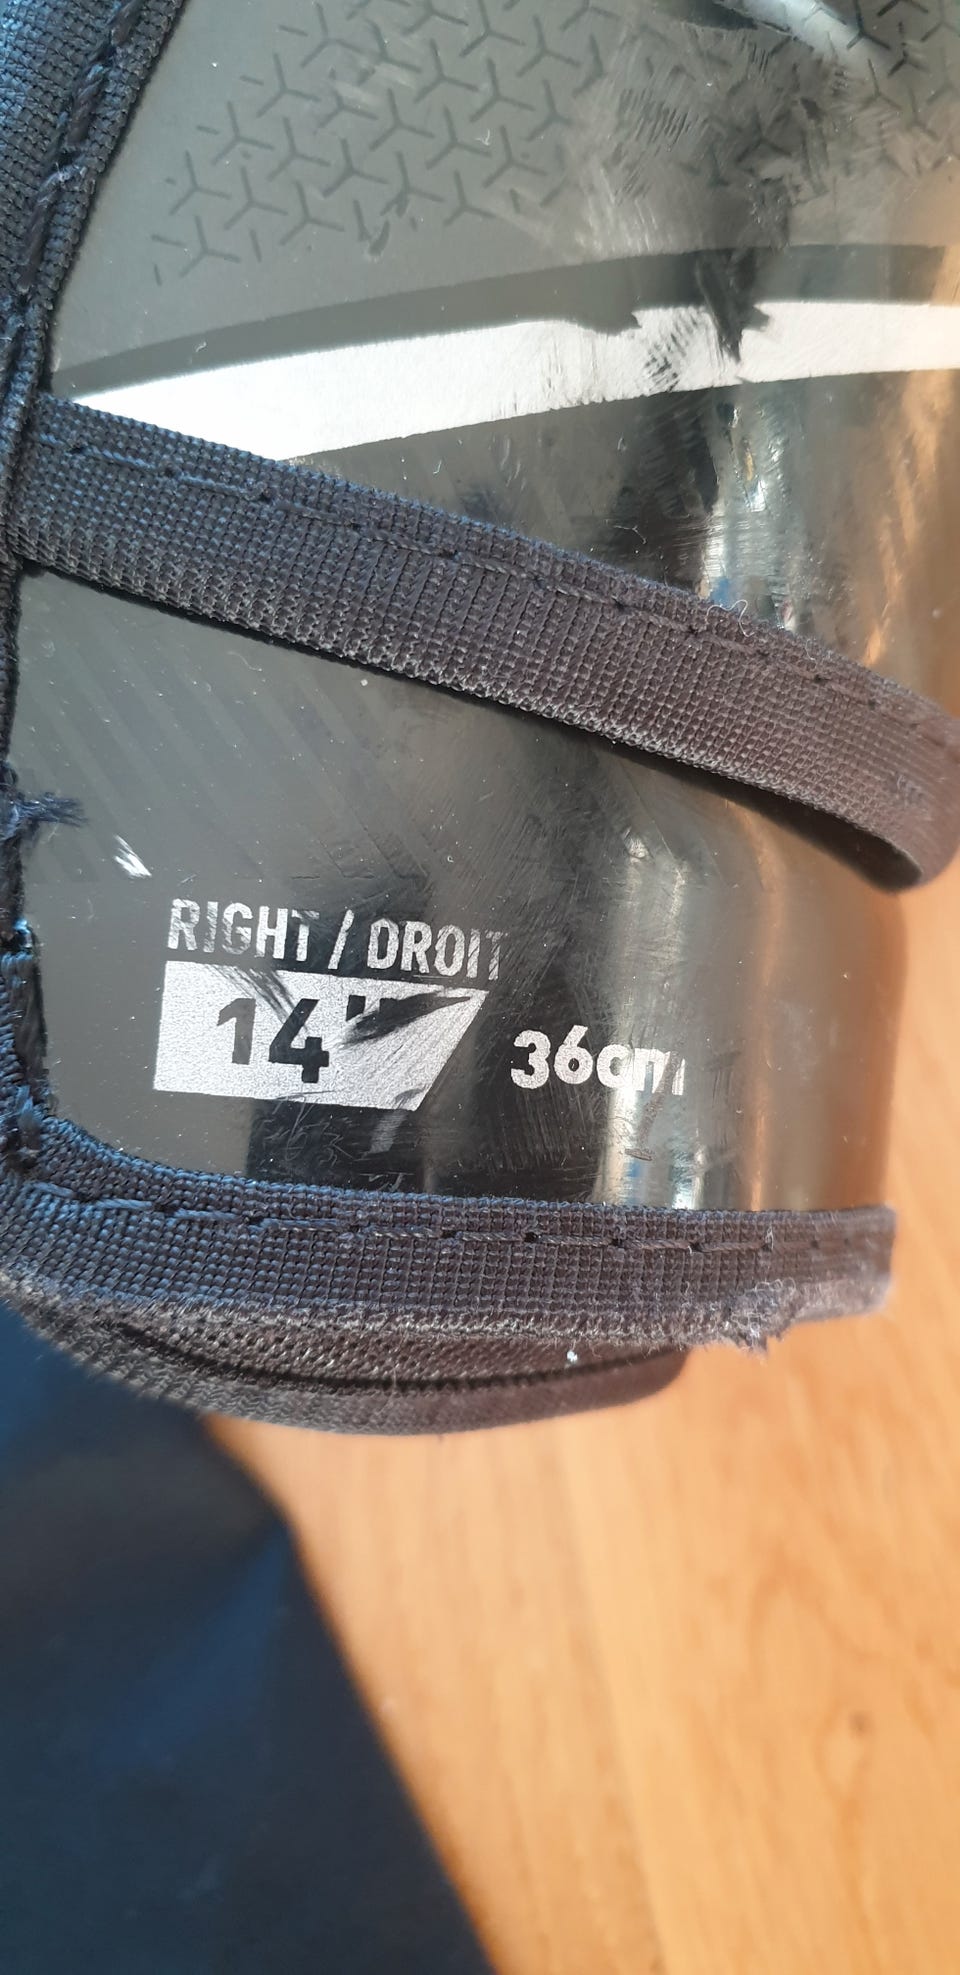 RIGHT / DROIT
14" 36cm